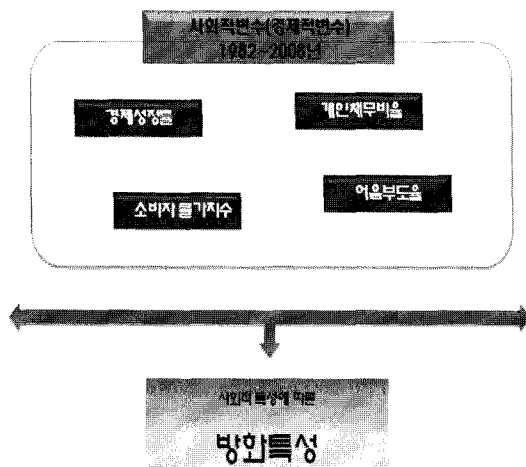 사회적변수(경제적변수)
1982-2008년
경제성장률
개인채무비율
소비자물가지수
어음부도율
사회적 특성에 따른
방화특성